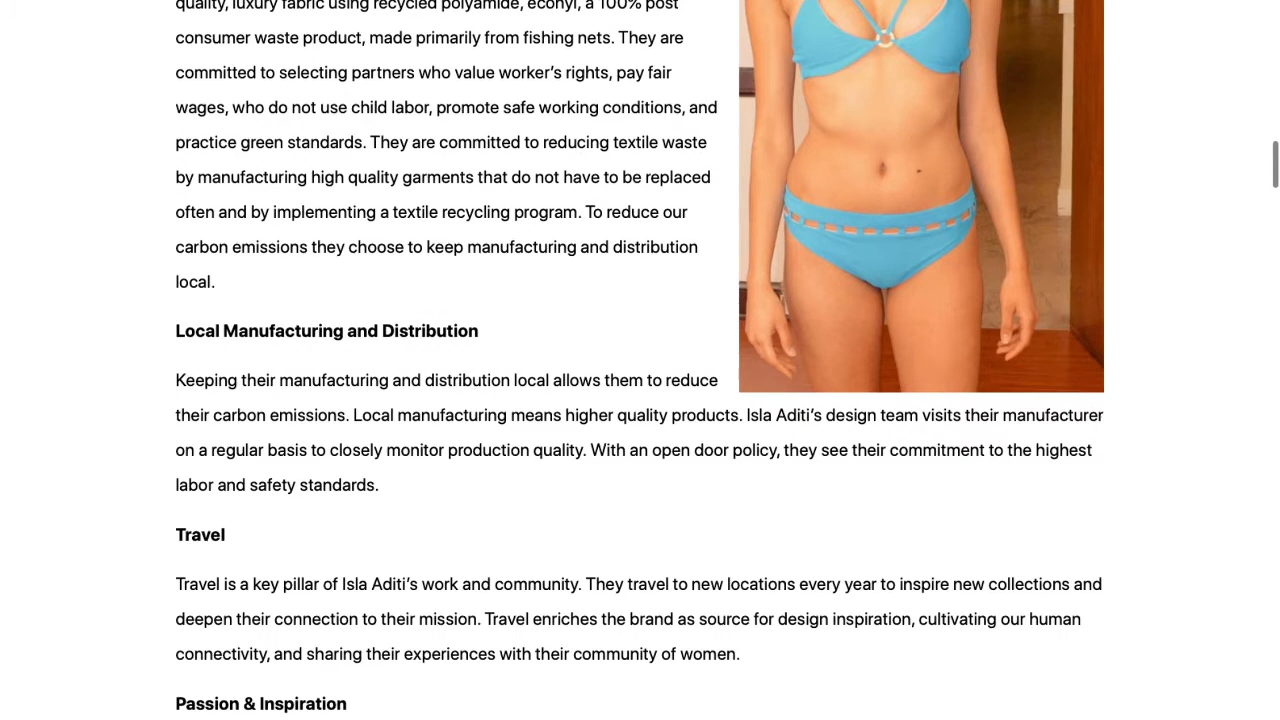 quality, luxury fabric using recycled polyamide, econyl, a 100% post
consumer waste product, made primarily from fishing nets. They are
committed to selecting partners who value worker’s rights, pay fair
wages, who do not use child labor, promote safe working conditions, and
practice green standards. They are committed to reducing textile waste
by manufacturing high quality garments that do not have to be replaced
often and by implementing a textile recycling program. To reduce our
carbon emissions they choose to keep manufacturing and distribution
local.
Local Manufacturing and Distribution
Keeping their manufacturing and distribution local allows them to reduce
their carbon emissions. Local manufacturing means higher quality products. Isla Aditi’s design team visits their manufacturer
on a regular basis to closely monitor production quality. With an open door policy, they see their commitment to the highest
labor and safety standards.
Travel
Travel is a key pillar of Isla Aditi’s work and community. They travel to new locations every year to inspire new collections and
deepen their connection to their mission. Travel enriches the brand as source for design inspiration, cultivating our human
connectivity, and sharing their experiences with their community of women.
Passion & Inspiration